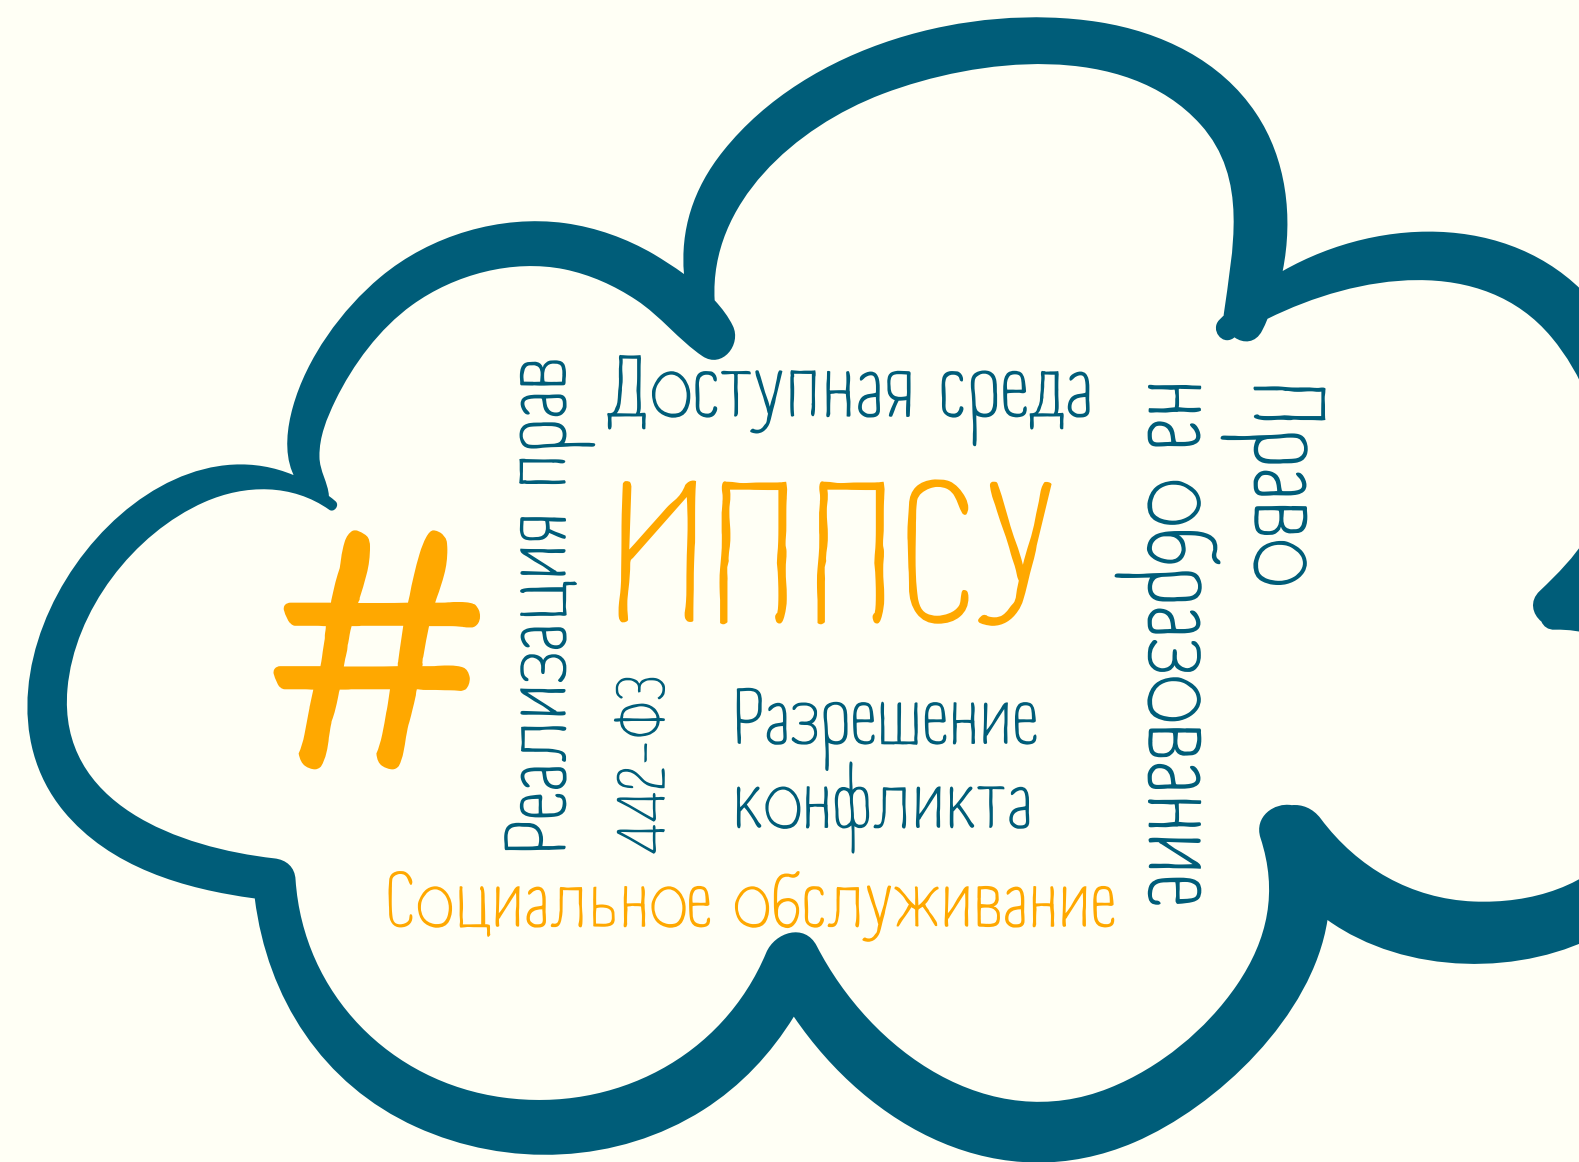 #
Реализация прав
Доступная среда
ИППСУ
442-ФЗ
Разрешение
конфликта
Социальное обслуживание
Право
на образование